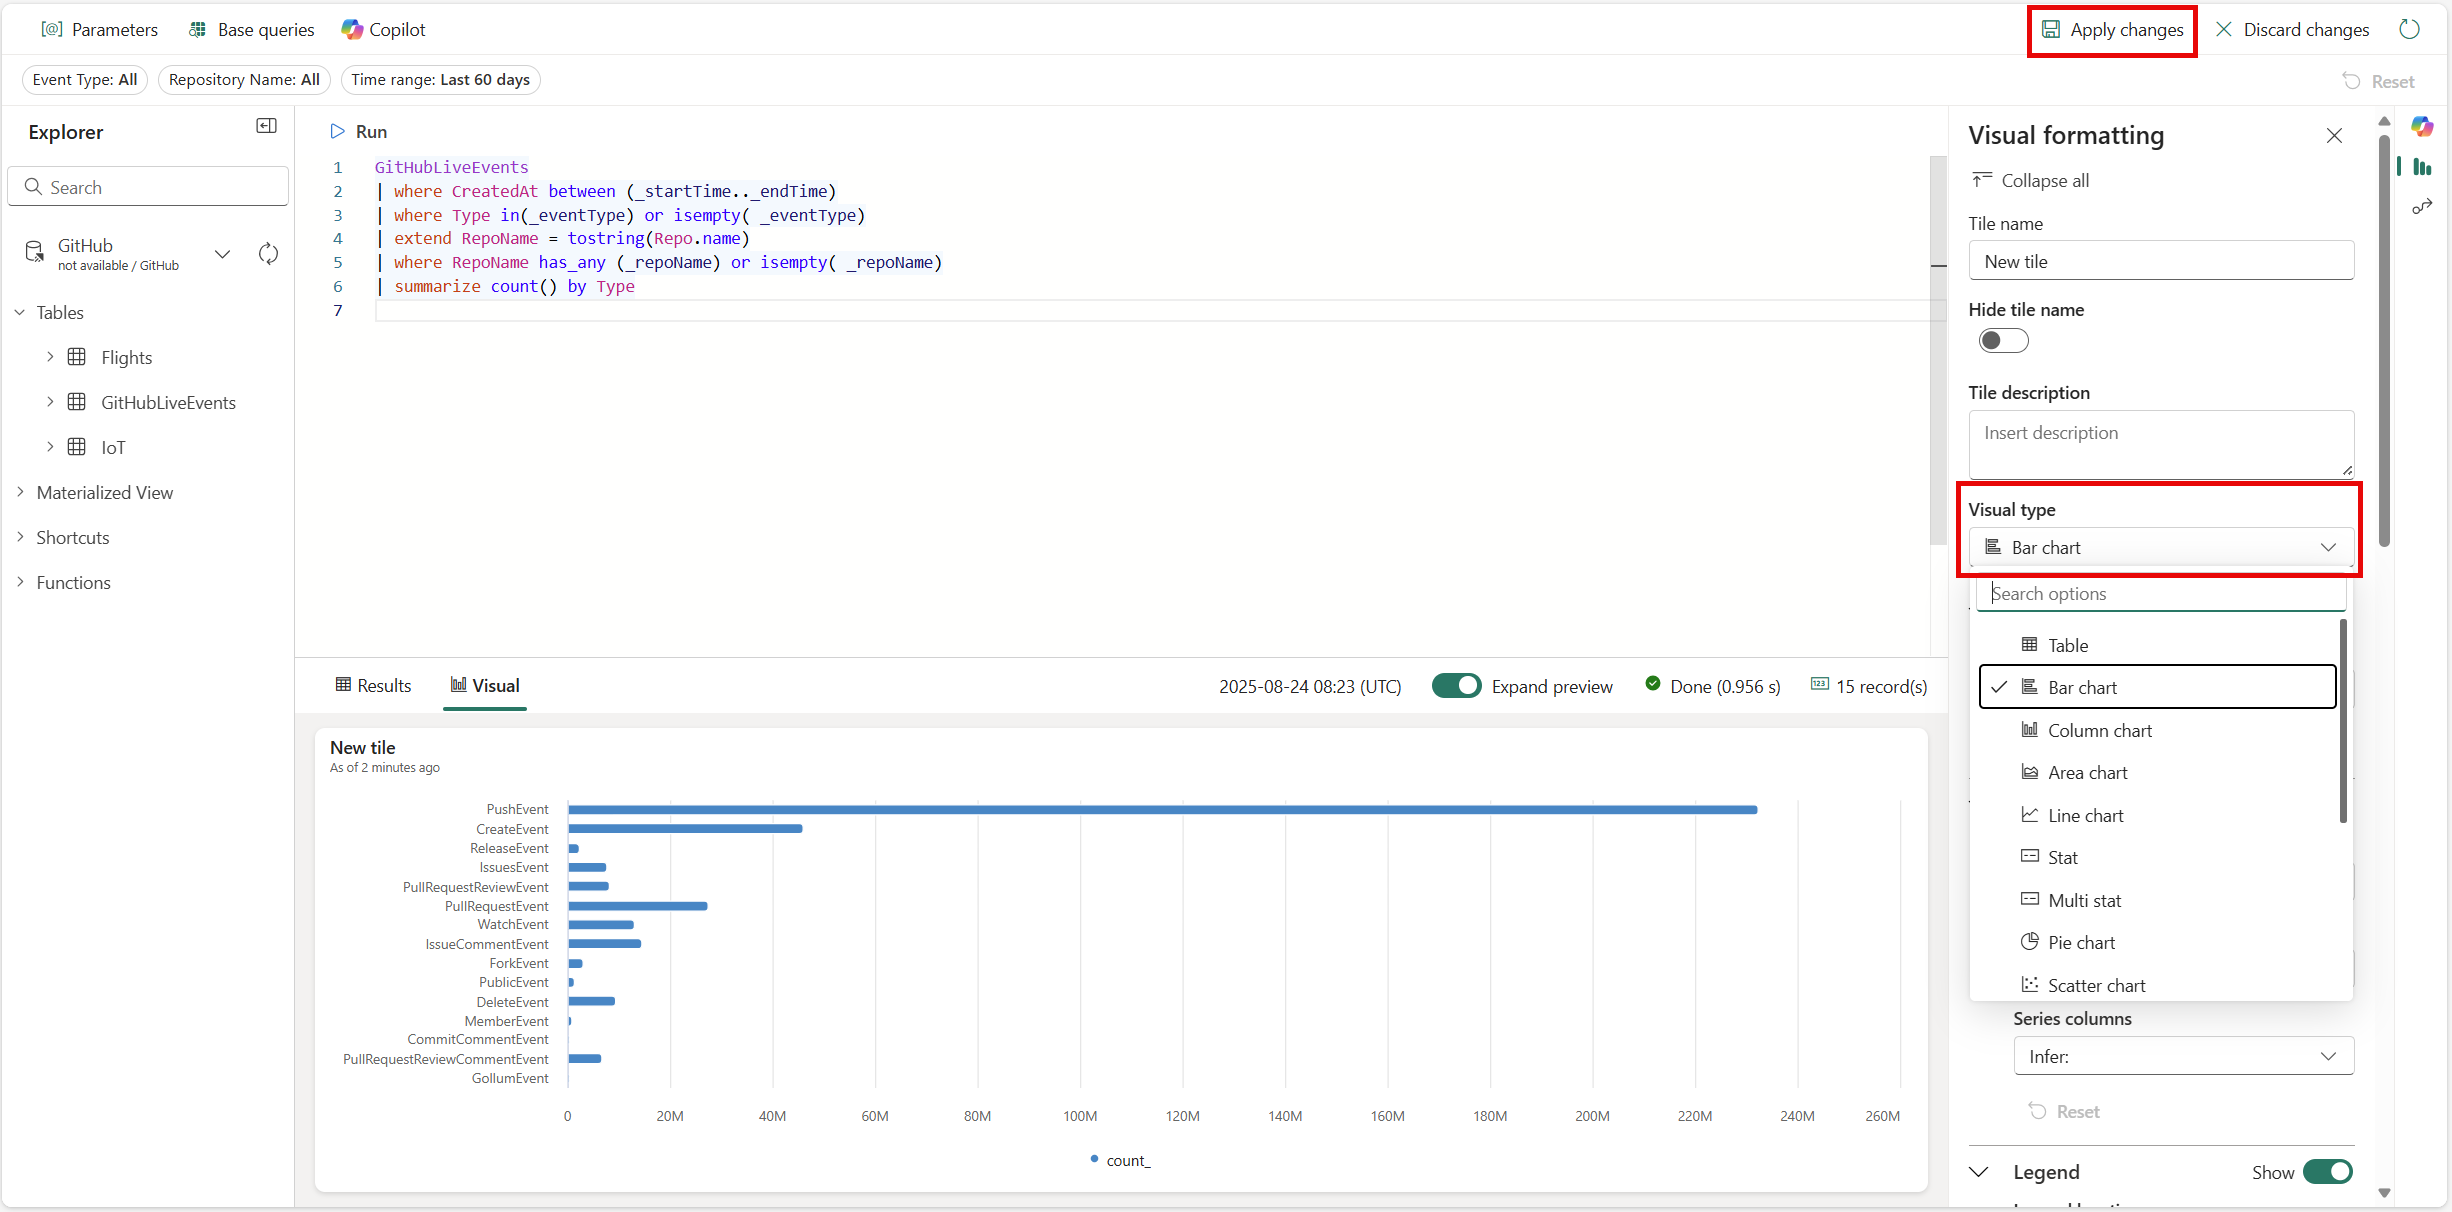 Parameters
Base queries
Copilot
Apply changes
Discard changes
Event Type: All
Repository Name: All
Time range: Last 60 days
Reset
Explorer
Search
GitHub
not available / GitHub
Tables
Flights
GitHubLiveEvents
IoT
Materialized View
Shortcuts
Functions
Run
1 GitHubLiveEvents
2 | where CreatedAt between (_startTime.._endTime)
3 | where Type in(_eventType) or isempty( _eventType)
4 | extend RepoName = tostring(Repo.name)
5 | where RepoName has_any (_repoName) or isempty( _repoName)
6 | summarize count() by Type
7
Results
Visual
2025-08-24 08:23 (UTC)
Expand preview
Done (0.956 s)
123
15 record(s)
New tile
As of 2 minutes ago
PushEvent
CreateEvent
ReleaseEvent
IssuesEvent
PullRequestReviewEvent
PullRequestEvent
WatchEvent
IssueCommentEvent
ForkEvent
PublicEvent
DeleteEvent
MemberEvent
CommitCommentEvent
PullRequestReviewCommentEvent
GollumEvent
0 20M 40M 60M 80M 100M 120M 140M 160M 180M 200M 220M 240M 260M
count_
Visual formatting
Collapse all
Tile name
New tile
Hide tile name
Tile description
Insert description
Visual type
Bar chart
Search options
Table
Bar chart
Column chart
Area chart
Line chart
Stat
Multi stat
Pie chart
Scatter chart
Series columns
Infer:
Reset
Legend
Show